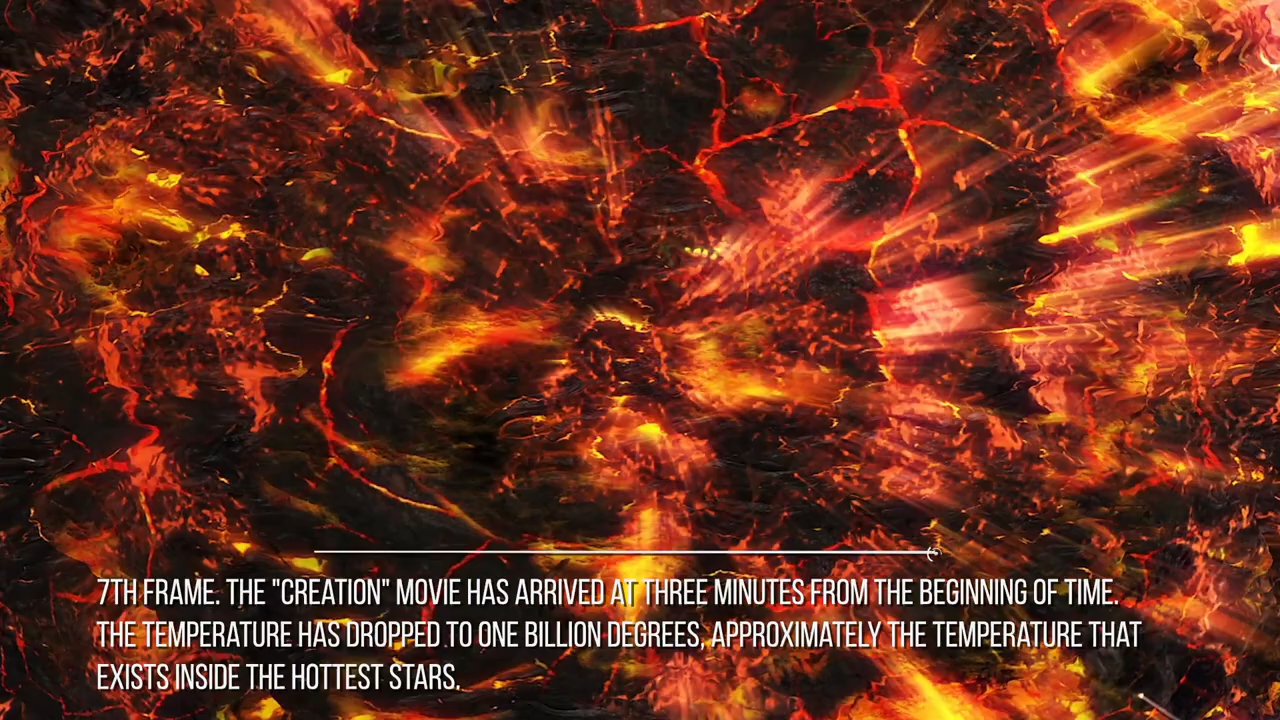 7TH FRAME. THE "CREATION" MOVIE HAS ARRIVED AT THREE MINUTES FROM THE BEGINNING OF TIME.
THE TEMPERATURE HAS DROPPED TO ONE BILLION DEGREES, APPROXIMATELY THE TEMPERATURE THAT
EXISTS INSIDE THE HOTTEST STARS.